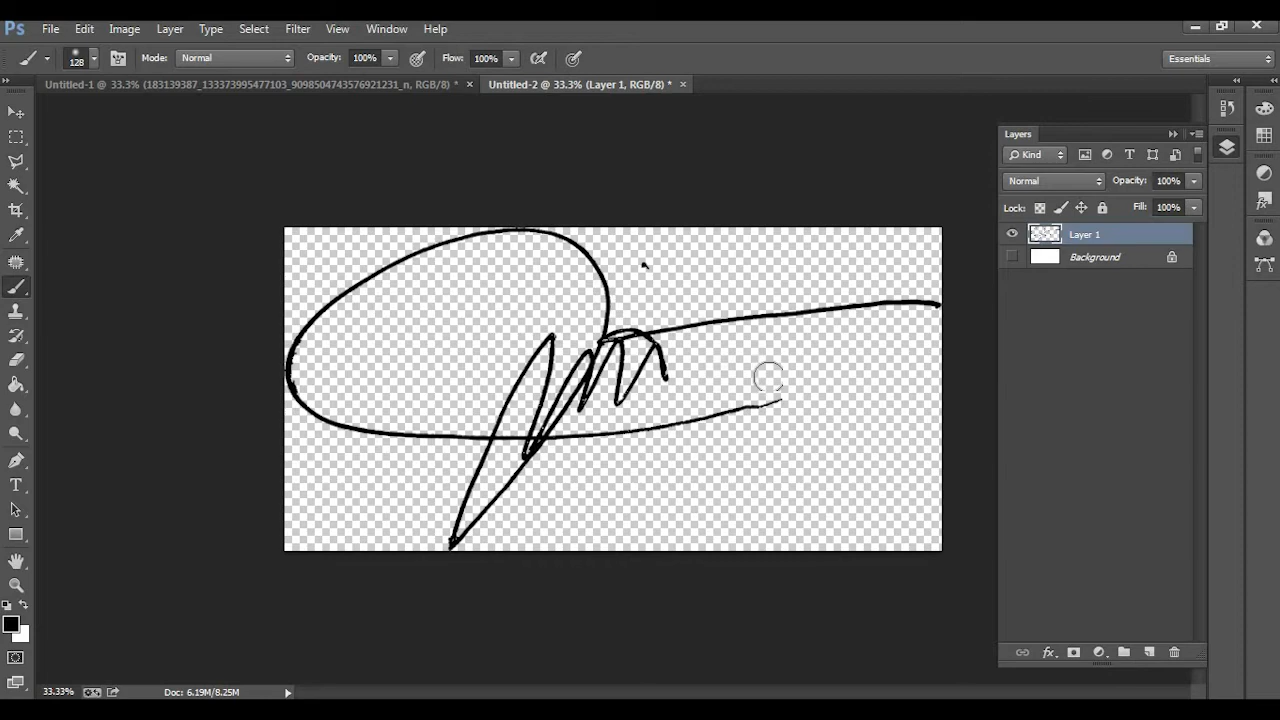 Ps File Edit Image Layer Type Select Filter View Window Help
128 Mode: Normal Opacity: 100% Flow: 100% Essentials
Untitled-1 @ 33.3% (183139387_133373995477103_9098504743576921231_n, RGB/8) * × Untitled-2 @ 33.3% (Layer 1, RGB/8) * ×
Layers
Kind
Normal Opacity: 100%
Lock: Fill: 100%
Layer 1
Background
T
33.33% Doc: 6.19M/8.25M